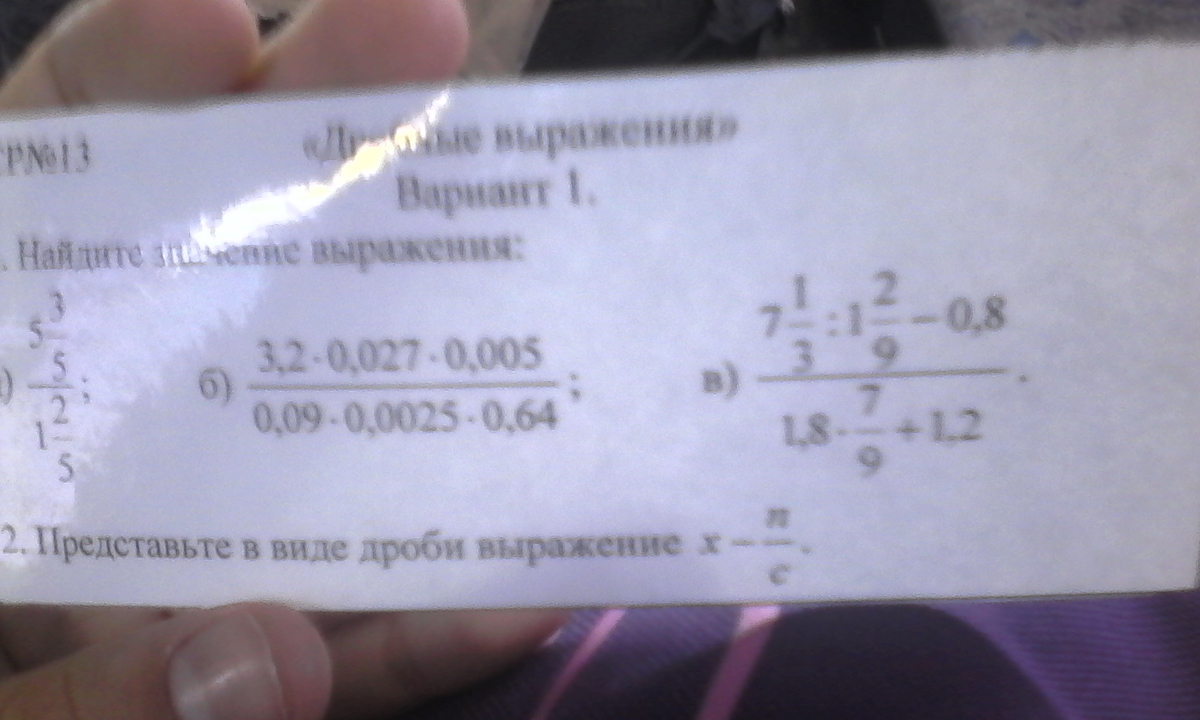 СР№13 «Дробные выражения»
Вариант 1.
. Найдите значение выражения:
) 5 3/5 / 1 2/5 ; б) 3,2·0,027·0,005 / 0,09·0,0025·0,64 ; в) 7 1/3 : 1 2/9 − 0,8 / 1,8· 7/9 + 1,2 .
2. Представьте в виде дроби выражение x − n/c .